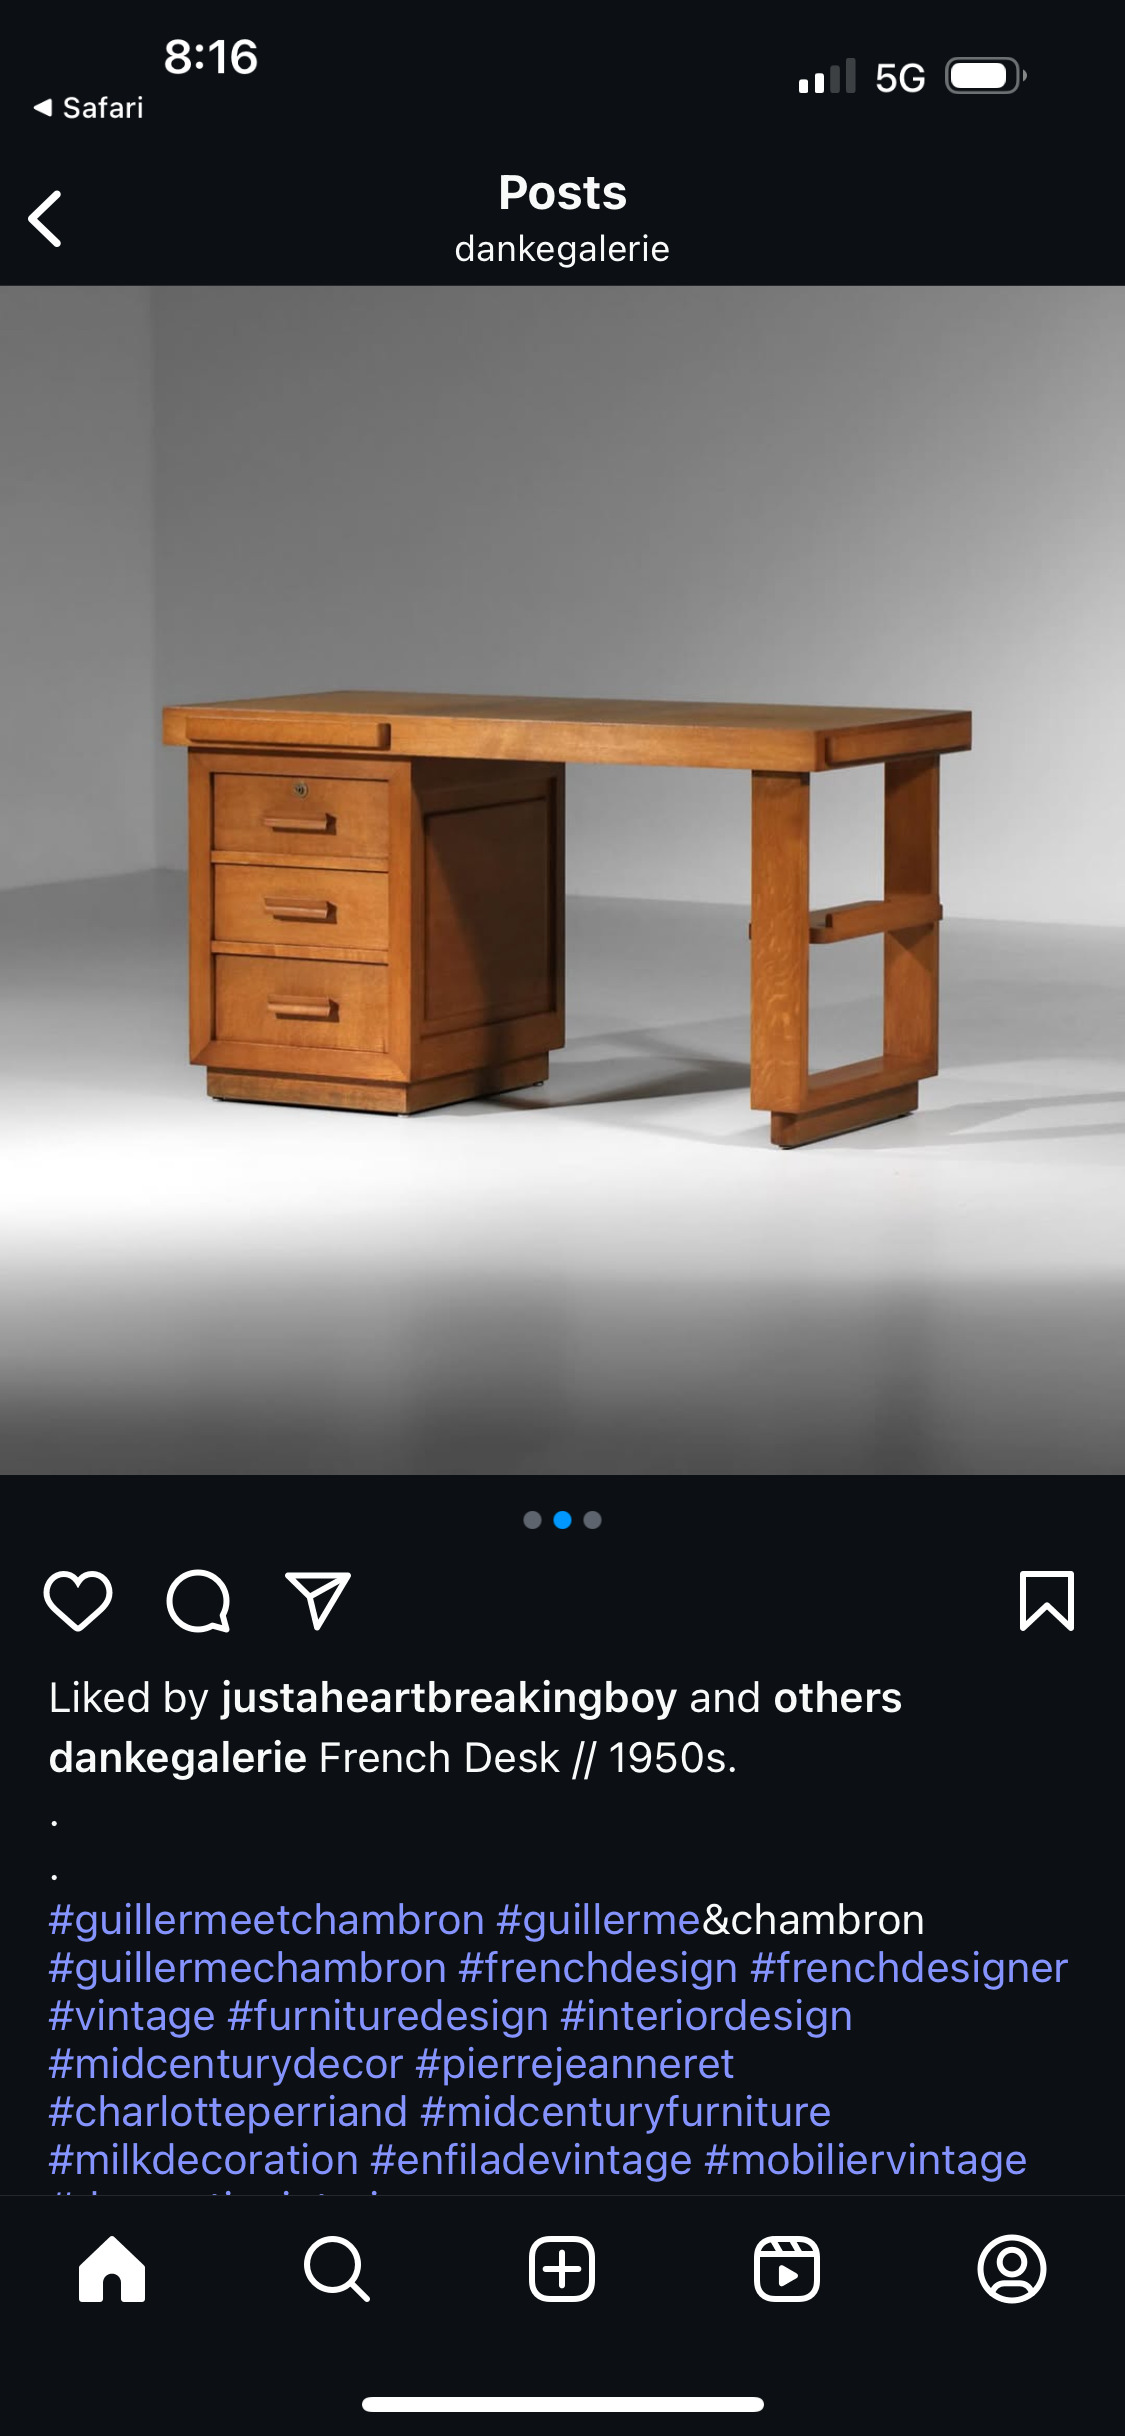 8:16
5G
Safari
Posts
dankegalerie
Liked by justaheartbreakingboy and others
dankegalerie French Desk // 1950s.
.
.
#guillermeetchambron #guillerme&chambron
#guillermechambron #frenchdesign #frenchdesigner
#vintage #furnituredesign #interiordesign
#midcenturydecor #pierrejeanneret
#charlotteperriand #midcenturyfurniture
#milkdecoration #enfiladevintage #mobiliervintage